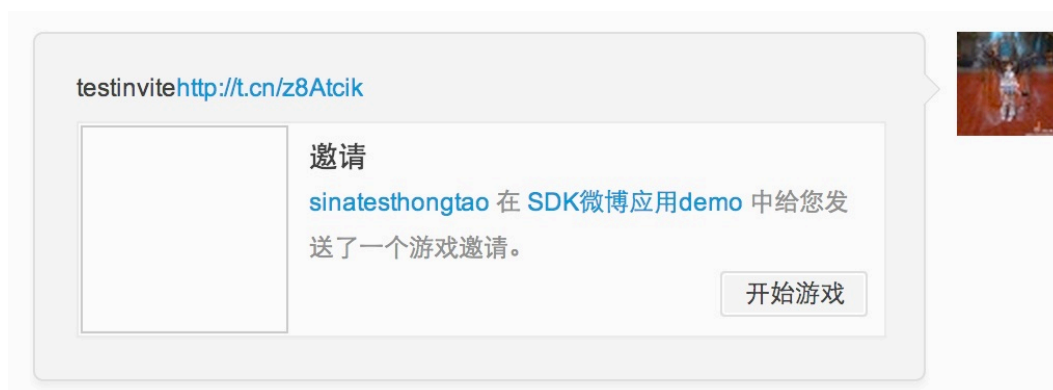 testinvitehttp://t.cn/z8Atcik
邀请
sinatesthongtao 在 SDK微博应用demo 中给您发
送了一个游戏邀请。
开始游戏